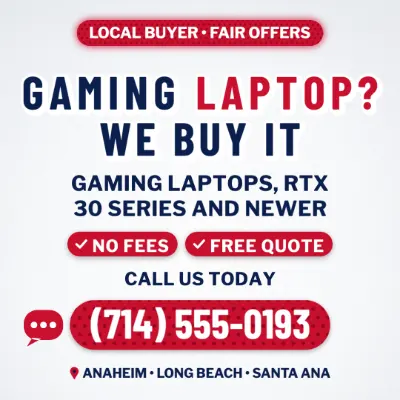 LOCAL BUYER • FAIR OFFERS
GAMING LAPTOP?
WE BUY IT
GAMING LAPTOPS, RTX
30 SERIES AND NEWER
NO FEES FREE QUOTE
CALL US TODAY
(714) 555-0193
ANAHEIM • LONG BEACH • SANTA ANA